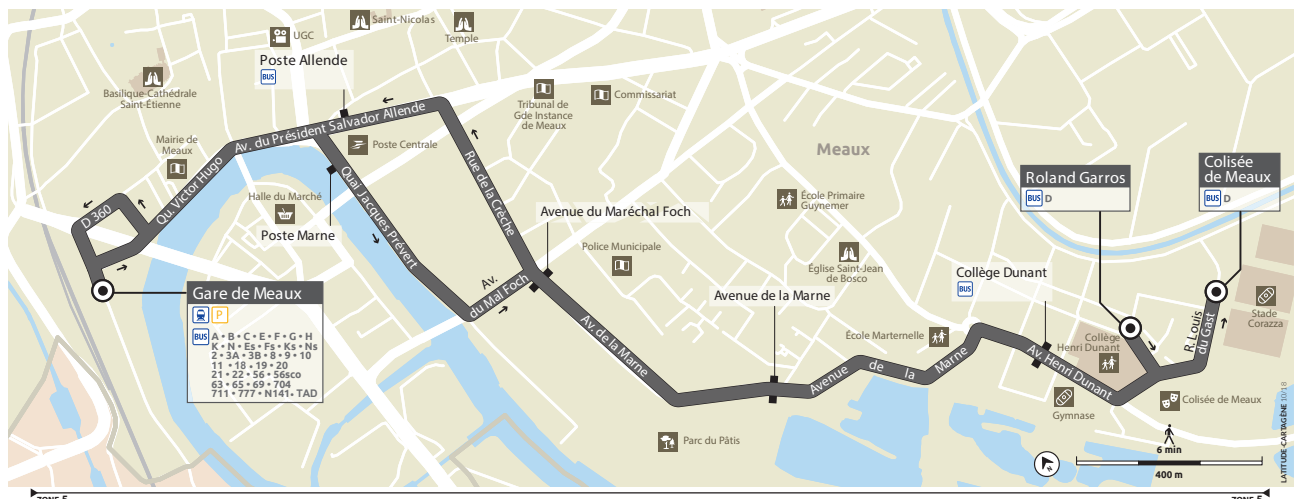 UGC
Saint-Nicolas
Temple
Poste Allende
BUS
Basilique-Cathédrale
Saint-Étienne
Tribunal de
Gde Instance
de Meaux
Commissariat
Av. du Président Salvador Allende
Mairie de
Meaux
Poste Centrale
Meaux
Qu. Victor Hugo
Quai Jacques Prévert
Rue de la Crèche
D 360
Halle du Marché
Poste Marne
Avenue du Maréchal Foch
Police Municipale
École Primaire
Guynemer
Roland Garros
BUS D
Colisée
de Meaux
BUS D
Église Saint-Jean
de Bosco
Collège Dunant
BUS
Av.
du Mal Foch
Gare de Meaux
P
BUS A • B • C • E • F • G • H
K • N • Es • Fs • Ks • Ns
2 • 3A • 3B • 8 • 9 • 10
11 • 18 • 19 • 20
21 • 22 • 56 • 56sco
63 • 65 • 69 • 704
711 • 777 • N141 • TAD
Av. de la Marne
Avenue de la Marne
École Marternelle
Avenue de la Marne
Av. Henri Dunant
Collège
Henri Dunant
R. Louis
du Gast
Stade
Corazza
Gymnase
Colisée de Meaux
Parc du Pâtis
6 min
400 m
LATITUDE-CARTAGÈNE 10/18
ZONE 5
ZONE 5